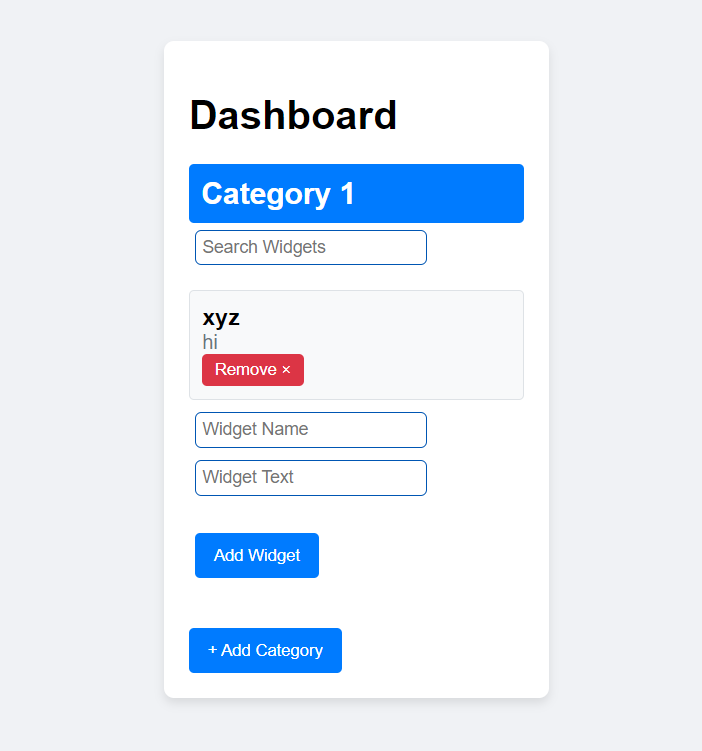 Dashboard
Category 1
Search Widgets
xyz
hi
Remove ×
Widget Name
Widget Text
Add Widget
+ Add Category